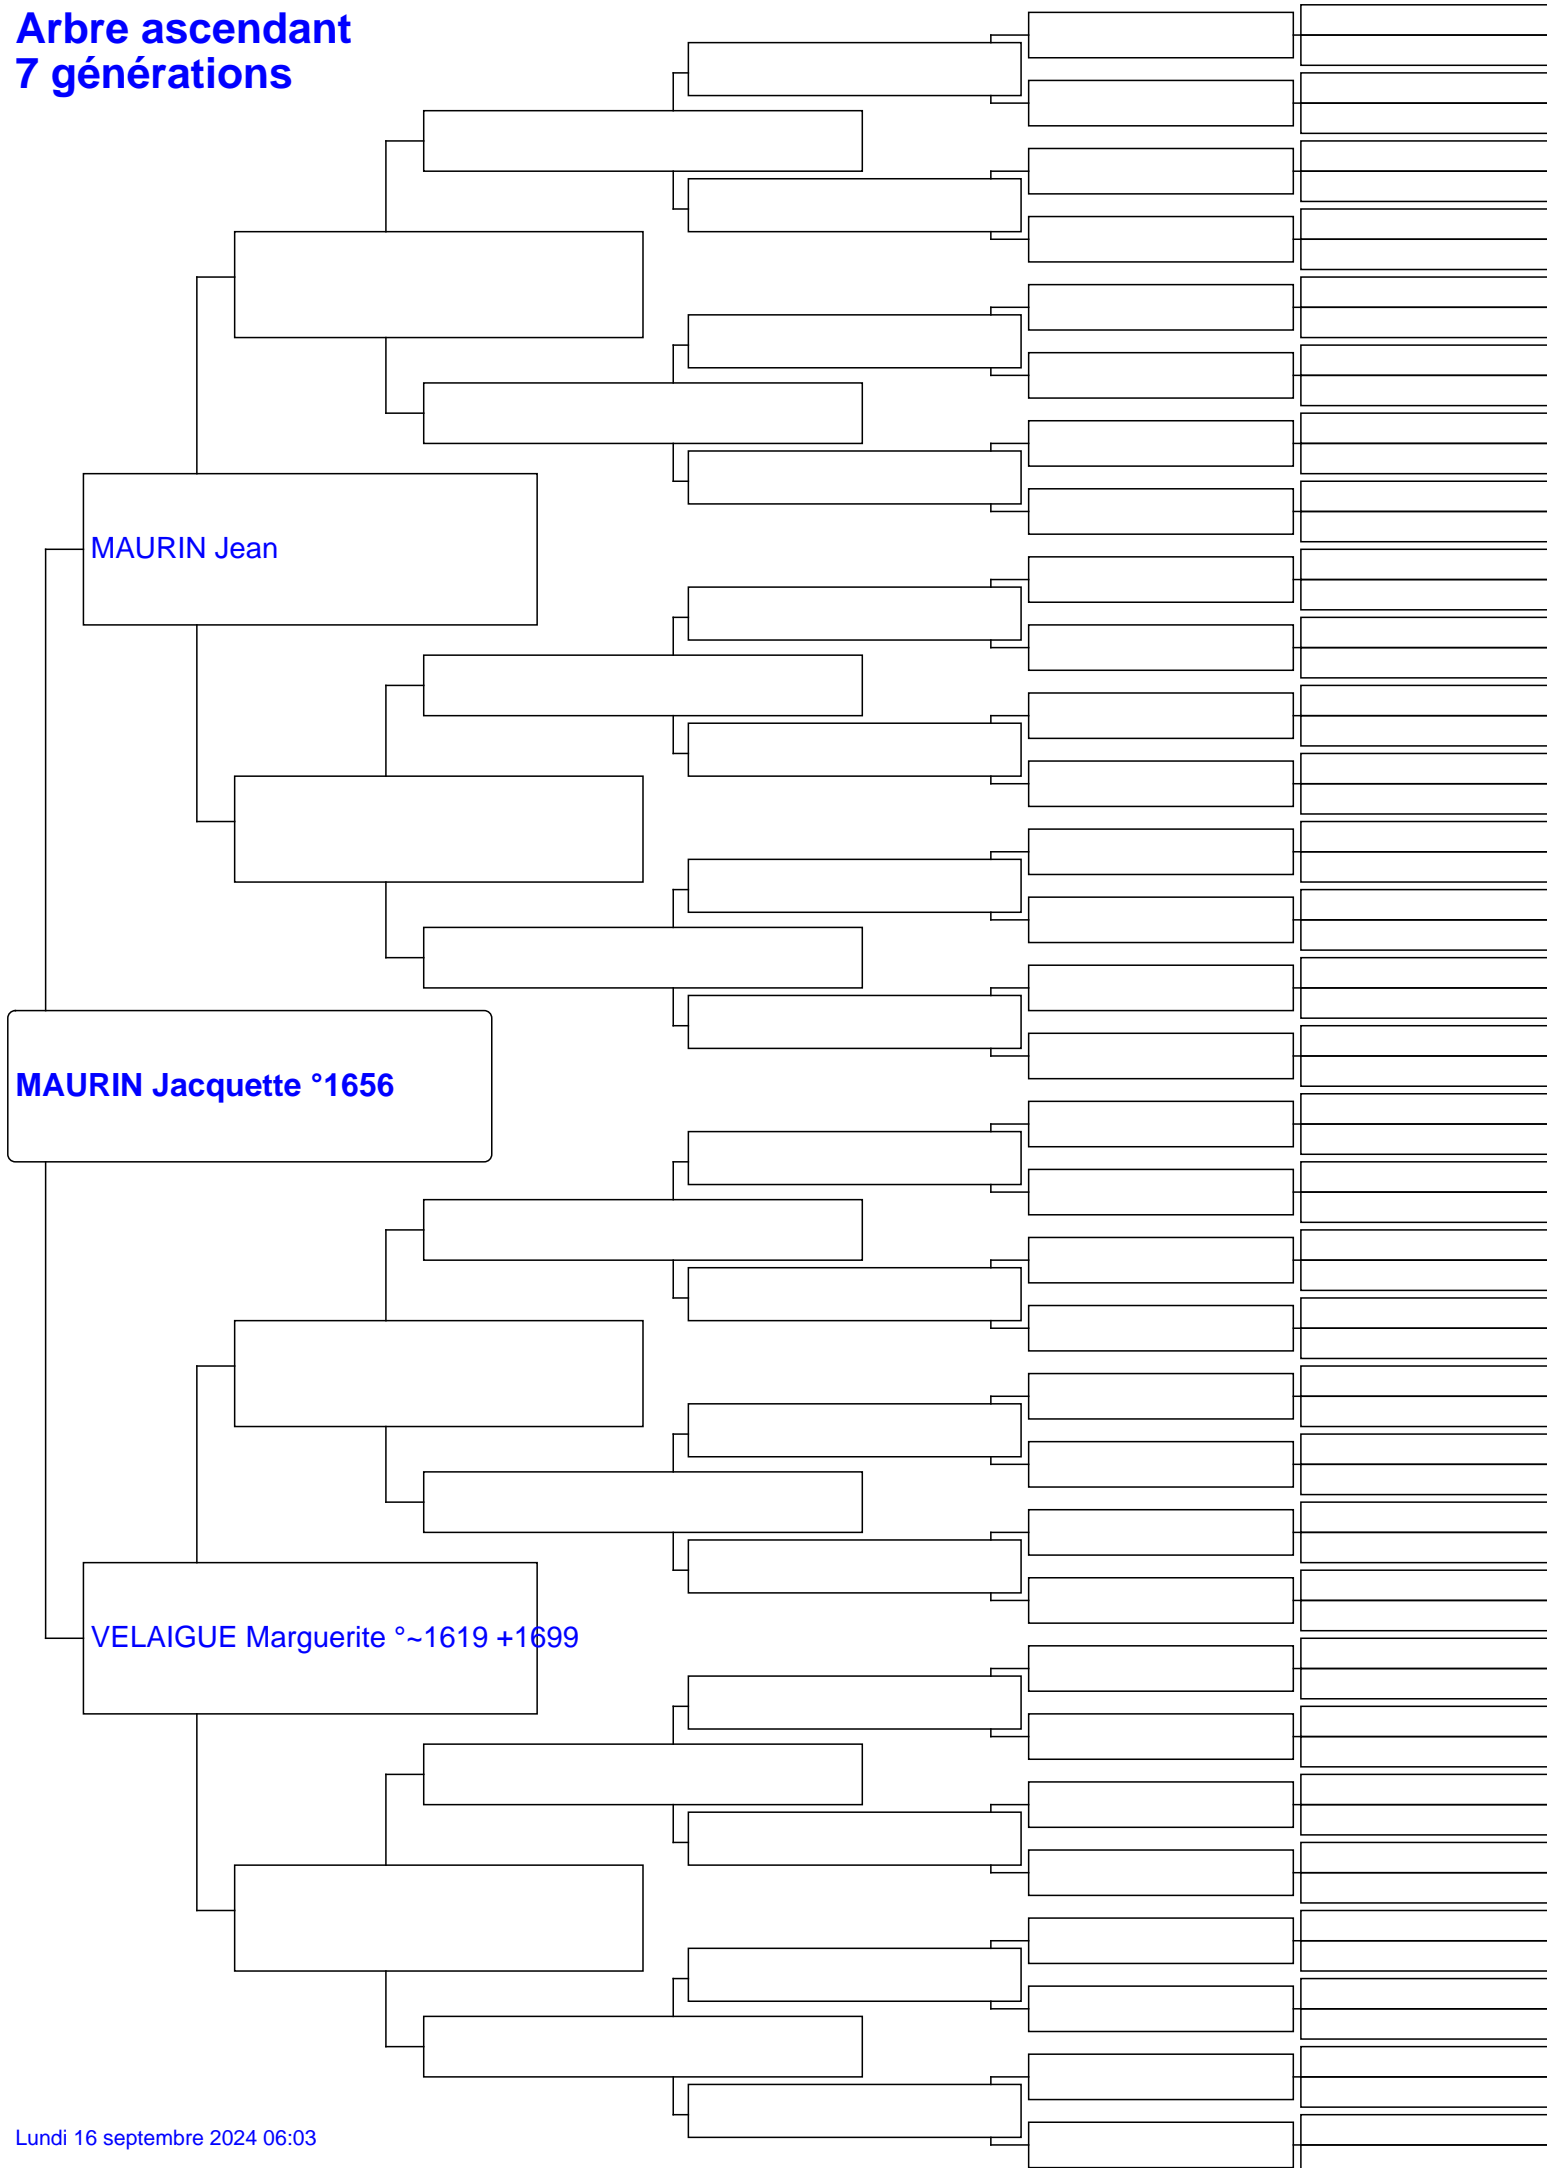 Arbre ascendant
7 générations
MAURIN Jean
MAURIN Jacquette °1656
VELAIGUE Marguerite °~1619 +1699
Lundi 16 septembre 2024 06:03